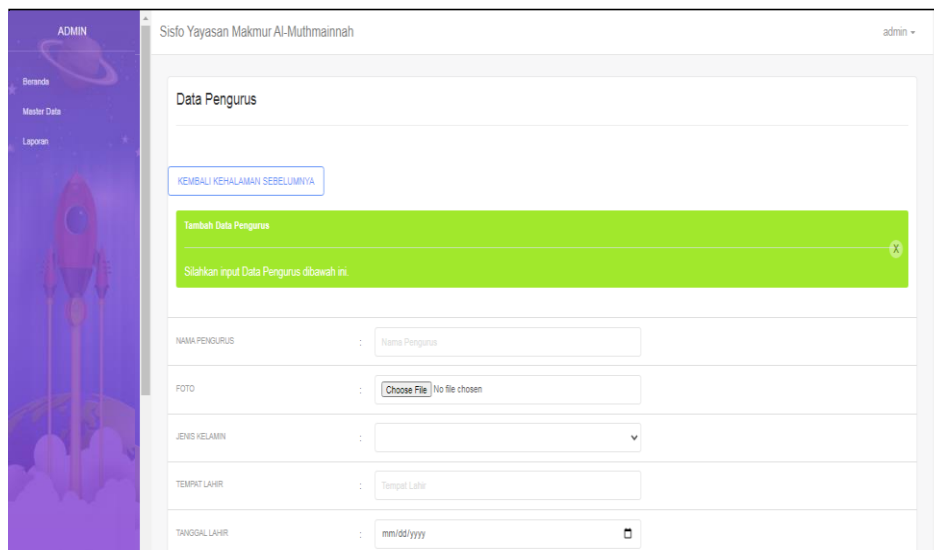 ADMIN
Sisfo Yayasan Makmur Al-Muthmainnah
admin
Beranda
Master Data
Laporan
Data Pengurus
KEMBALI KEHALAMAN SEBELUMNYA
Tambah Data Pengurus
X
Silahkan input Data Pengurus dibawah ini.
NAMA PENGURUS : Nama Pengurus
FOTO : Choose File No file chosen
JENIS KELAMIN :
TEMPAT LAHIR : Tempat Lahir
TANGGAL LAHIR : mm/dd/yyyy